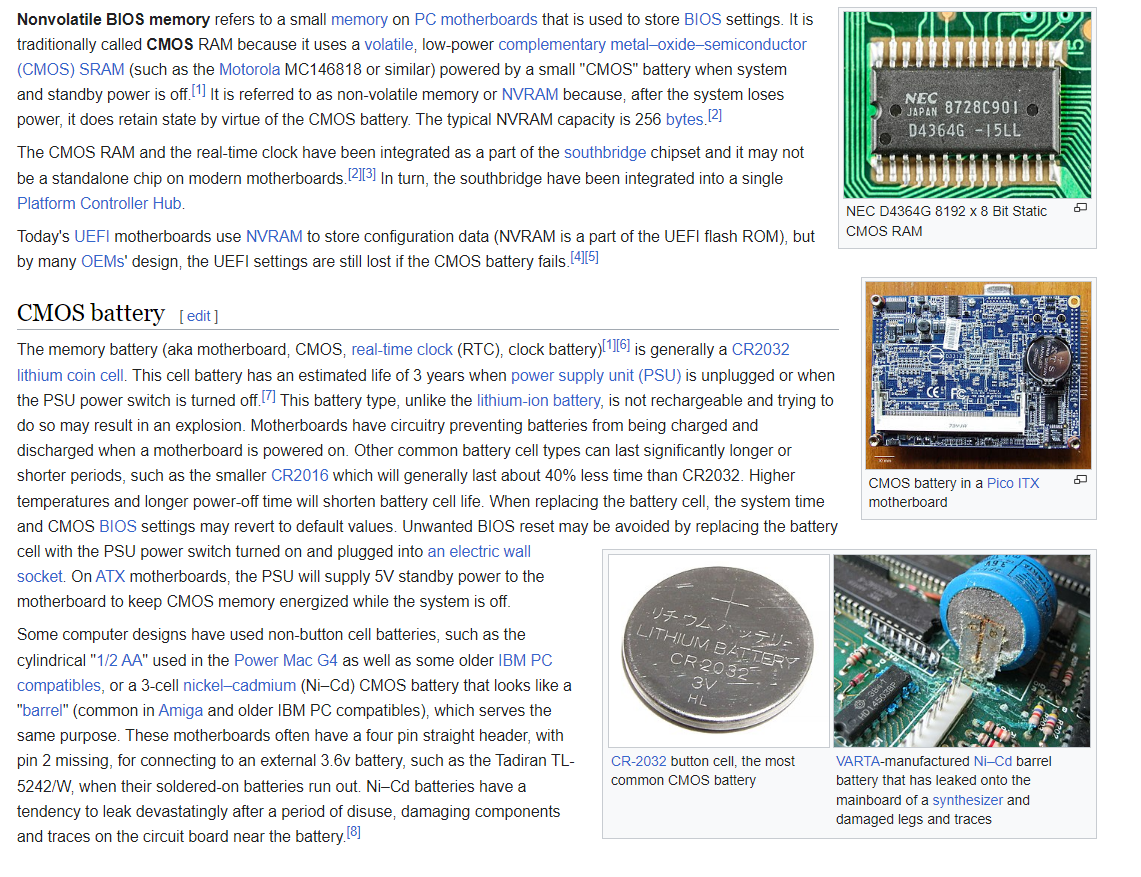 Nonvolatile BIOS memory refers to a small memory on PC motherboards that is used to store BIOS settings. It is
traditionally called CMOS RAM because it uses a volatile, low-power complementary metal–oxide–semiconductor
(CMOS) SRAM (such as the Motorola MC146818 or similar) powered by a small "CMOS" battery when system
and standby power is off.[1] It is referred to as non-volatile memory or NVRAM because, after the system loses
power, it does retain state by virtue of the CMOS battery. The typical NVRAM capacity is 256 bytes.[2]
The CMOS RAM and the real-time clock have been integrated as a part of the southbridge chipset and it may not
be a standalone chip on modern motherboards.[2][3] In turn, the southbridge have been integrated into a single
Platform Controller Hub.
Today's UEFI motherboards use NVRAM to store configuration data (NVRAM is a part of the UEFI flash ROM), but
by many OEMs' design, the UEFI settings are still lost if the CMOS battery fails.[4][5]
NEC
JAPAN 8728C901
D4364G -15LL
NEC D4364G 8192 x 8 Bit Static
CMOS RAM
CMOS battery [ edit ]
The memory battery (aka motherboard, CMOS, real-time clock (RTC), clock battery)[1][6] is generally a CR2032
lithium coin cell. This cell battery has an estimated life of 3 years when power supply unit (PSU) is unplugged or when
the PSU power switch is turned off.[7] This battery type, unlike the lithium-ion battery, is not rechargeable and trying to
do so may result in an explosion. Motherboards have circuitry preventing batteries from being charged and
discharged when a motherboard is powered on. Other common battery cell types can last significantly longer or
shorter periods, such as the smaller CR2016 which will generally last about 40% less time than CR2032. Higher
temperatures and longer power-off time will shorten battery cell life. When replacing the battery cell, the system time
and CMOS BIOS settings may revert to default values. Unwanted BIOS reset may be avoided by replacing the battery
cell with the PSU power switch turned on and plugged into an electric wall
socket. On ATX motherboards, the PSU will supply 5V standby power to the
motherboard to keep CMOS memory energized while the system is off.
CE FC
CMOS battery in a Pico ITX
motherboard
Some computer designs have used non-button cell batteries, such as the
cylindrical "1/2 AA" used in the Power Mac G4 as well as some older IBM PC
compatibles, or a 3-cell nickel–cadmium (Ni–Cd) CMOS battery that looks like a
"barrel" (common in Amiga and older IBM PC compatibles), which serves the
same purpose. These motherboards often have a four pin straight header, with
pin 2 missing, for connecting to an external 3.6v battery, such as the Tadiran TL-
5242/W, when their soldered-on batteries run out. Ni–Cd batteries have a
tendency to leak devastatingly after a period of disuse, damaging components
and traces on the circuit board near the battery.[8]
+
リチウムバッテリー
LITHIUM BATTERY
CR2032
3V
HL
CR-2032 button cell, the most
common CMOS battery
VARTA-manufactured Ni–Cd barrel
battery that has leaked onto the
mainboard of a synthesizer and
damaged legs and traces